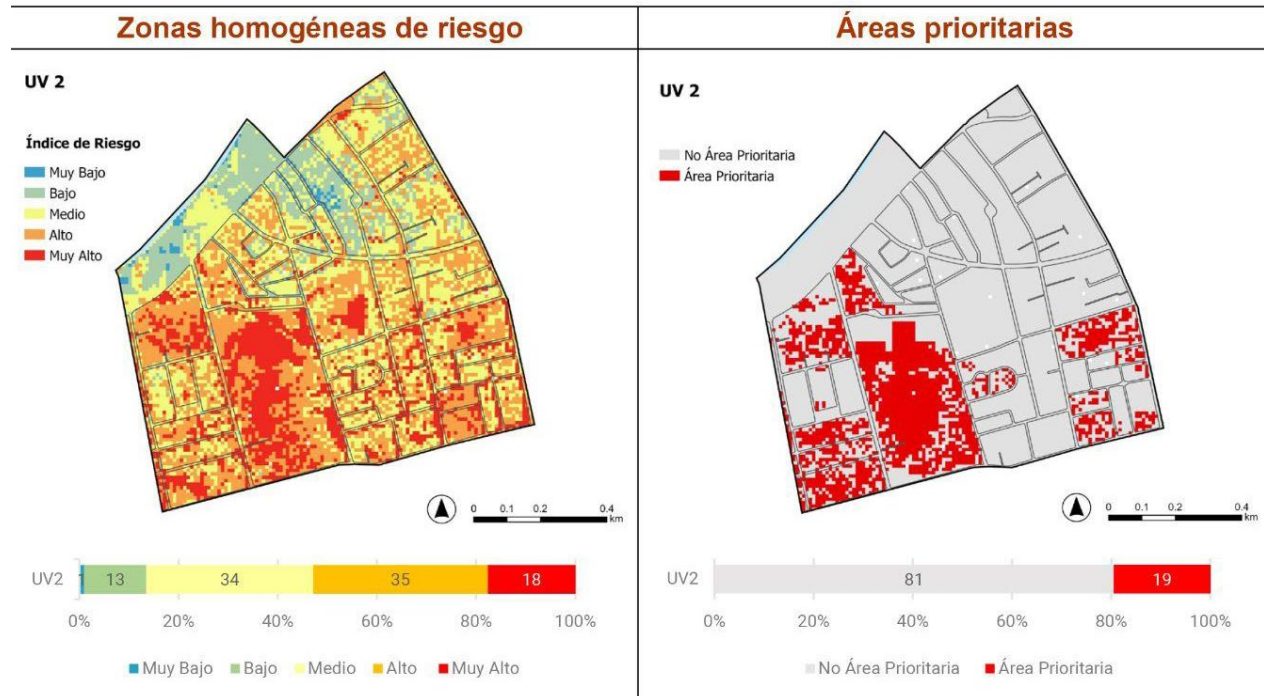 Zonas homogéneas de riesgo
UV 2
Índice de Riesgo
Muy Bajo
Bajo
Medio
Alto
Muy Alto
0 0.1 0.2 0.4
km
UV2 1 13 34 35 18
0% 20% 40% 60% 80% 100%
Muy Bajo Bajo Medio Alto Muy Alto
Áreas prioritarias
UV 2
No Área Prioritaria
Área Prioritaria
0 0.1 0.2 0.4
km
UV2 81 19
0% 20% 40% 60% 80% 100%
No Área Prioritaria Área Prioritaria